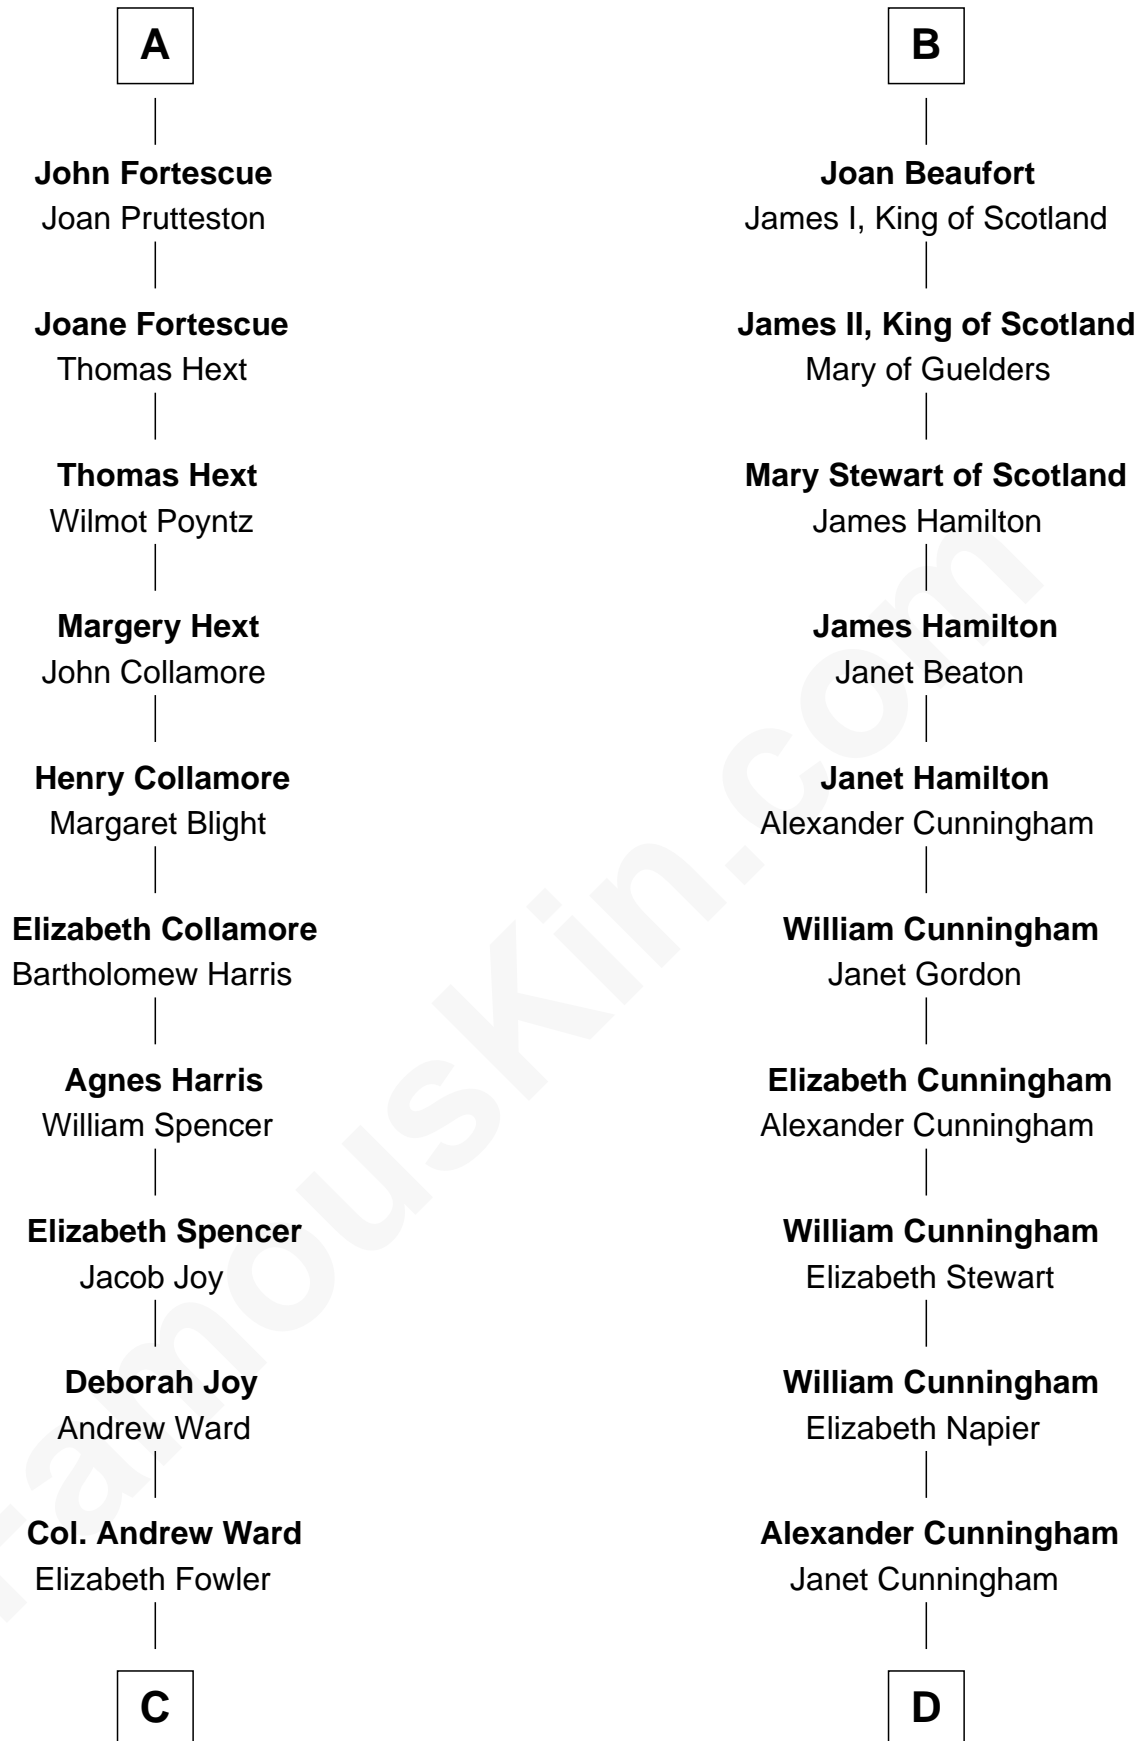 A
John Fortescue
Joan Prutteston
Joane Fortescue
Thomas Hext
Thomas Hext
Wilmot Poyntz
Margery Hext
John Collamore
Henry Collamore
Margaret Blight
Elizabeth Collamore
Bartholomew Harris
Agnes Harris
William Spencer
Elizabeth Spencer
Jacob Joy
Deborah Joy
Andrew Ward
Col. Andrew Ward
Elizabeth Fowler
C
B
Joan Beaufort
James I, King of Scotland
James II, King of Scotland
Mary of Guelders
Mary Stewart of Scotland
James Hamilton
James Hamilton
Janet Beaton
Janet Hamilton
Alexander Cunningham
William Cunningham
Janet Gordon
Elizabeth Cunningham
Alexander Cunningham
William Cunningham
Elizabeth Stewart
William Cunningham
Elizabeth Napier
Alexander Cunningham
Janet Cunningham
D
FamousKin.com